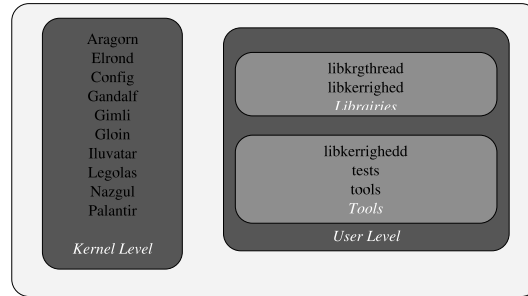 Aragorn
Elrond
Config
Gandalf
Gimli
Gloin
Iluvatar
Legolas
Nazgul
Palantir
Kernel Level
libkrgthread
libkerrighed
Librairies
libkerrighedd
tests
tools
Tools
User Level